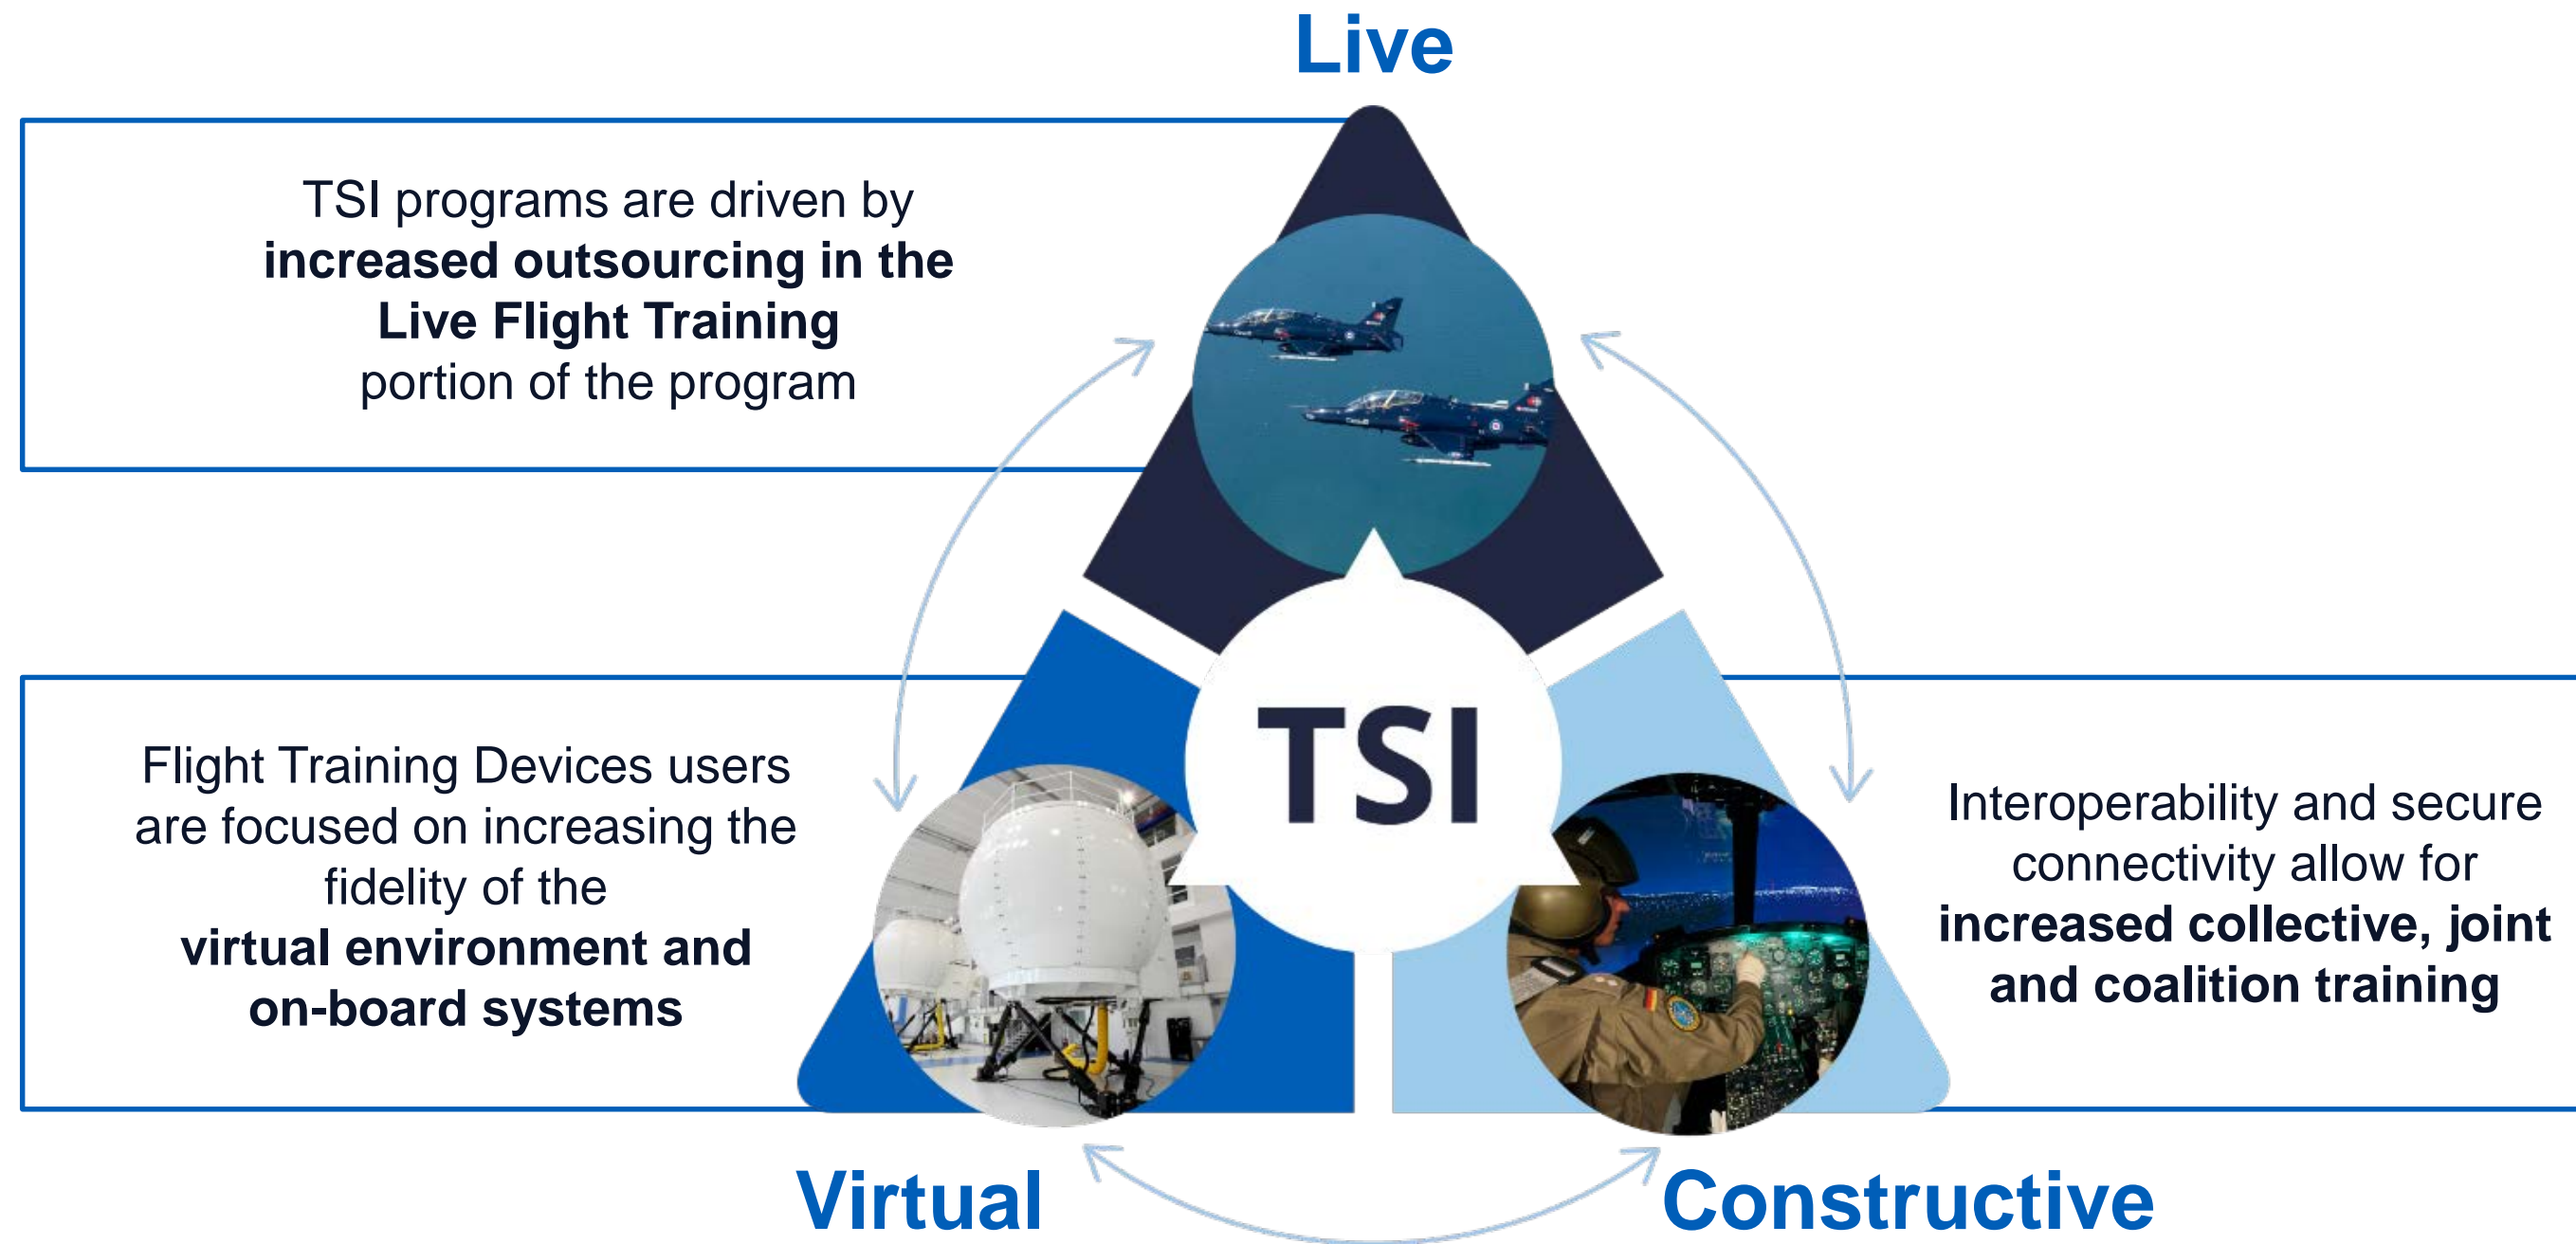 Live
TSI programs are driven by
increased outsourcing in the
Live Flight Training
portion of the program
TSI
Flight Training Devices users
are focused on increasing the
fidelity of the
virtual environment and
on-board systems
Interoperability and secure
connectivity allow for
increased collective, joint
and coalition training
Virtual
Constructive